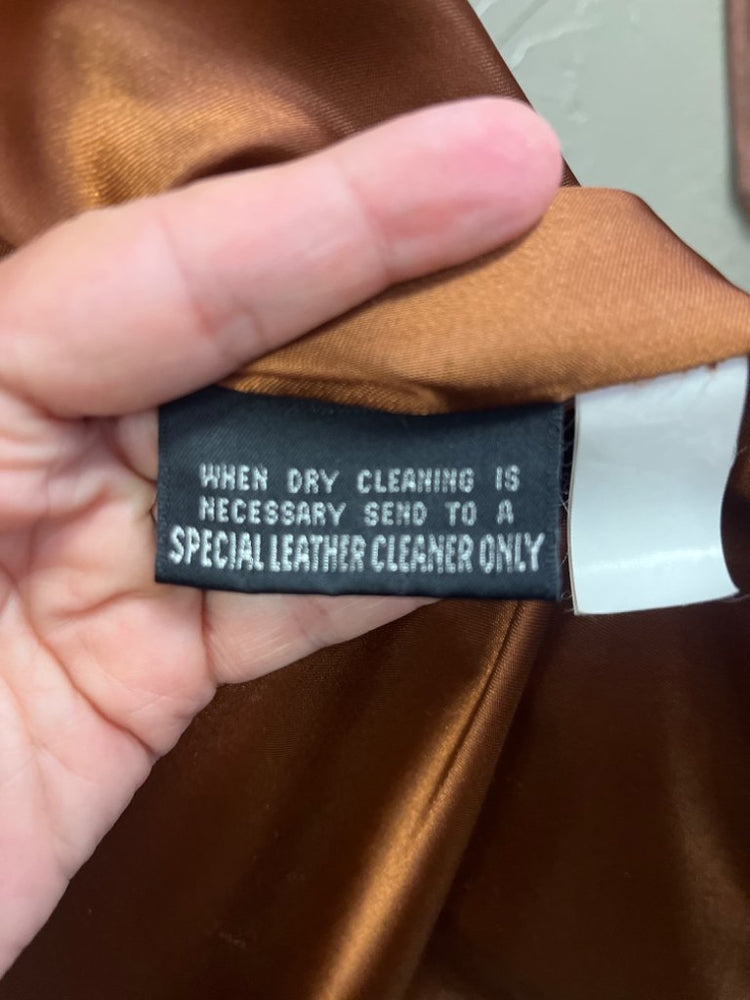 WHEN DRY CLEANING IS
NECESSARY SEND TO A
SPECIAL LEATHER CLEANER ONLY